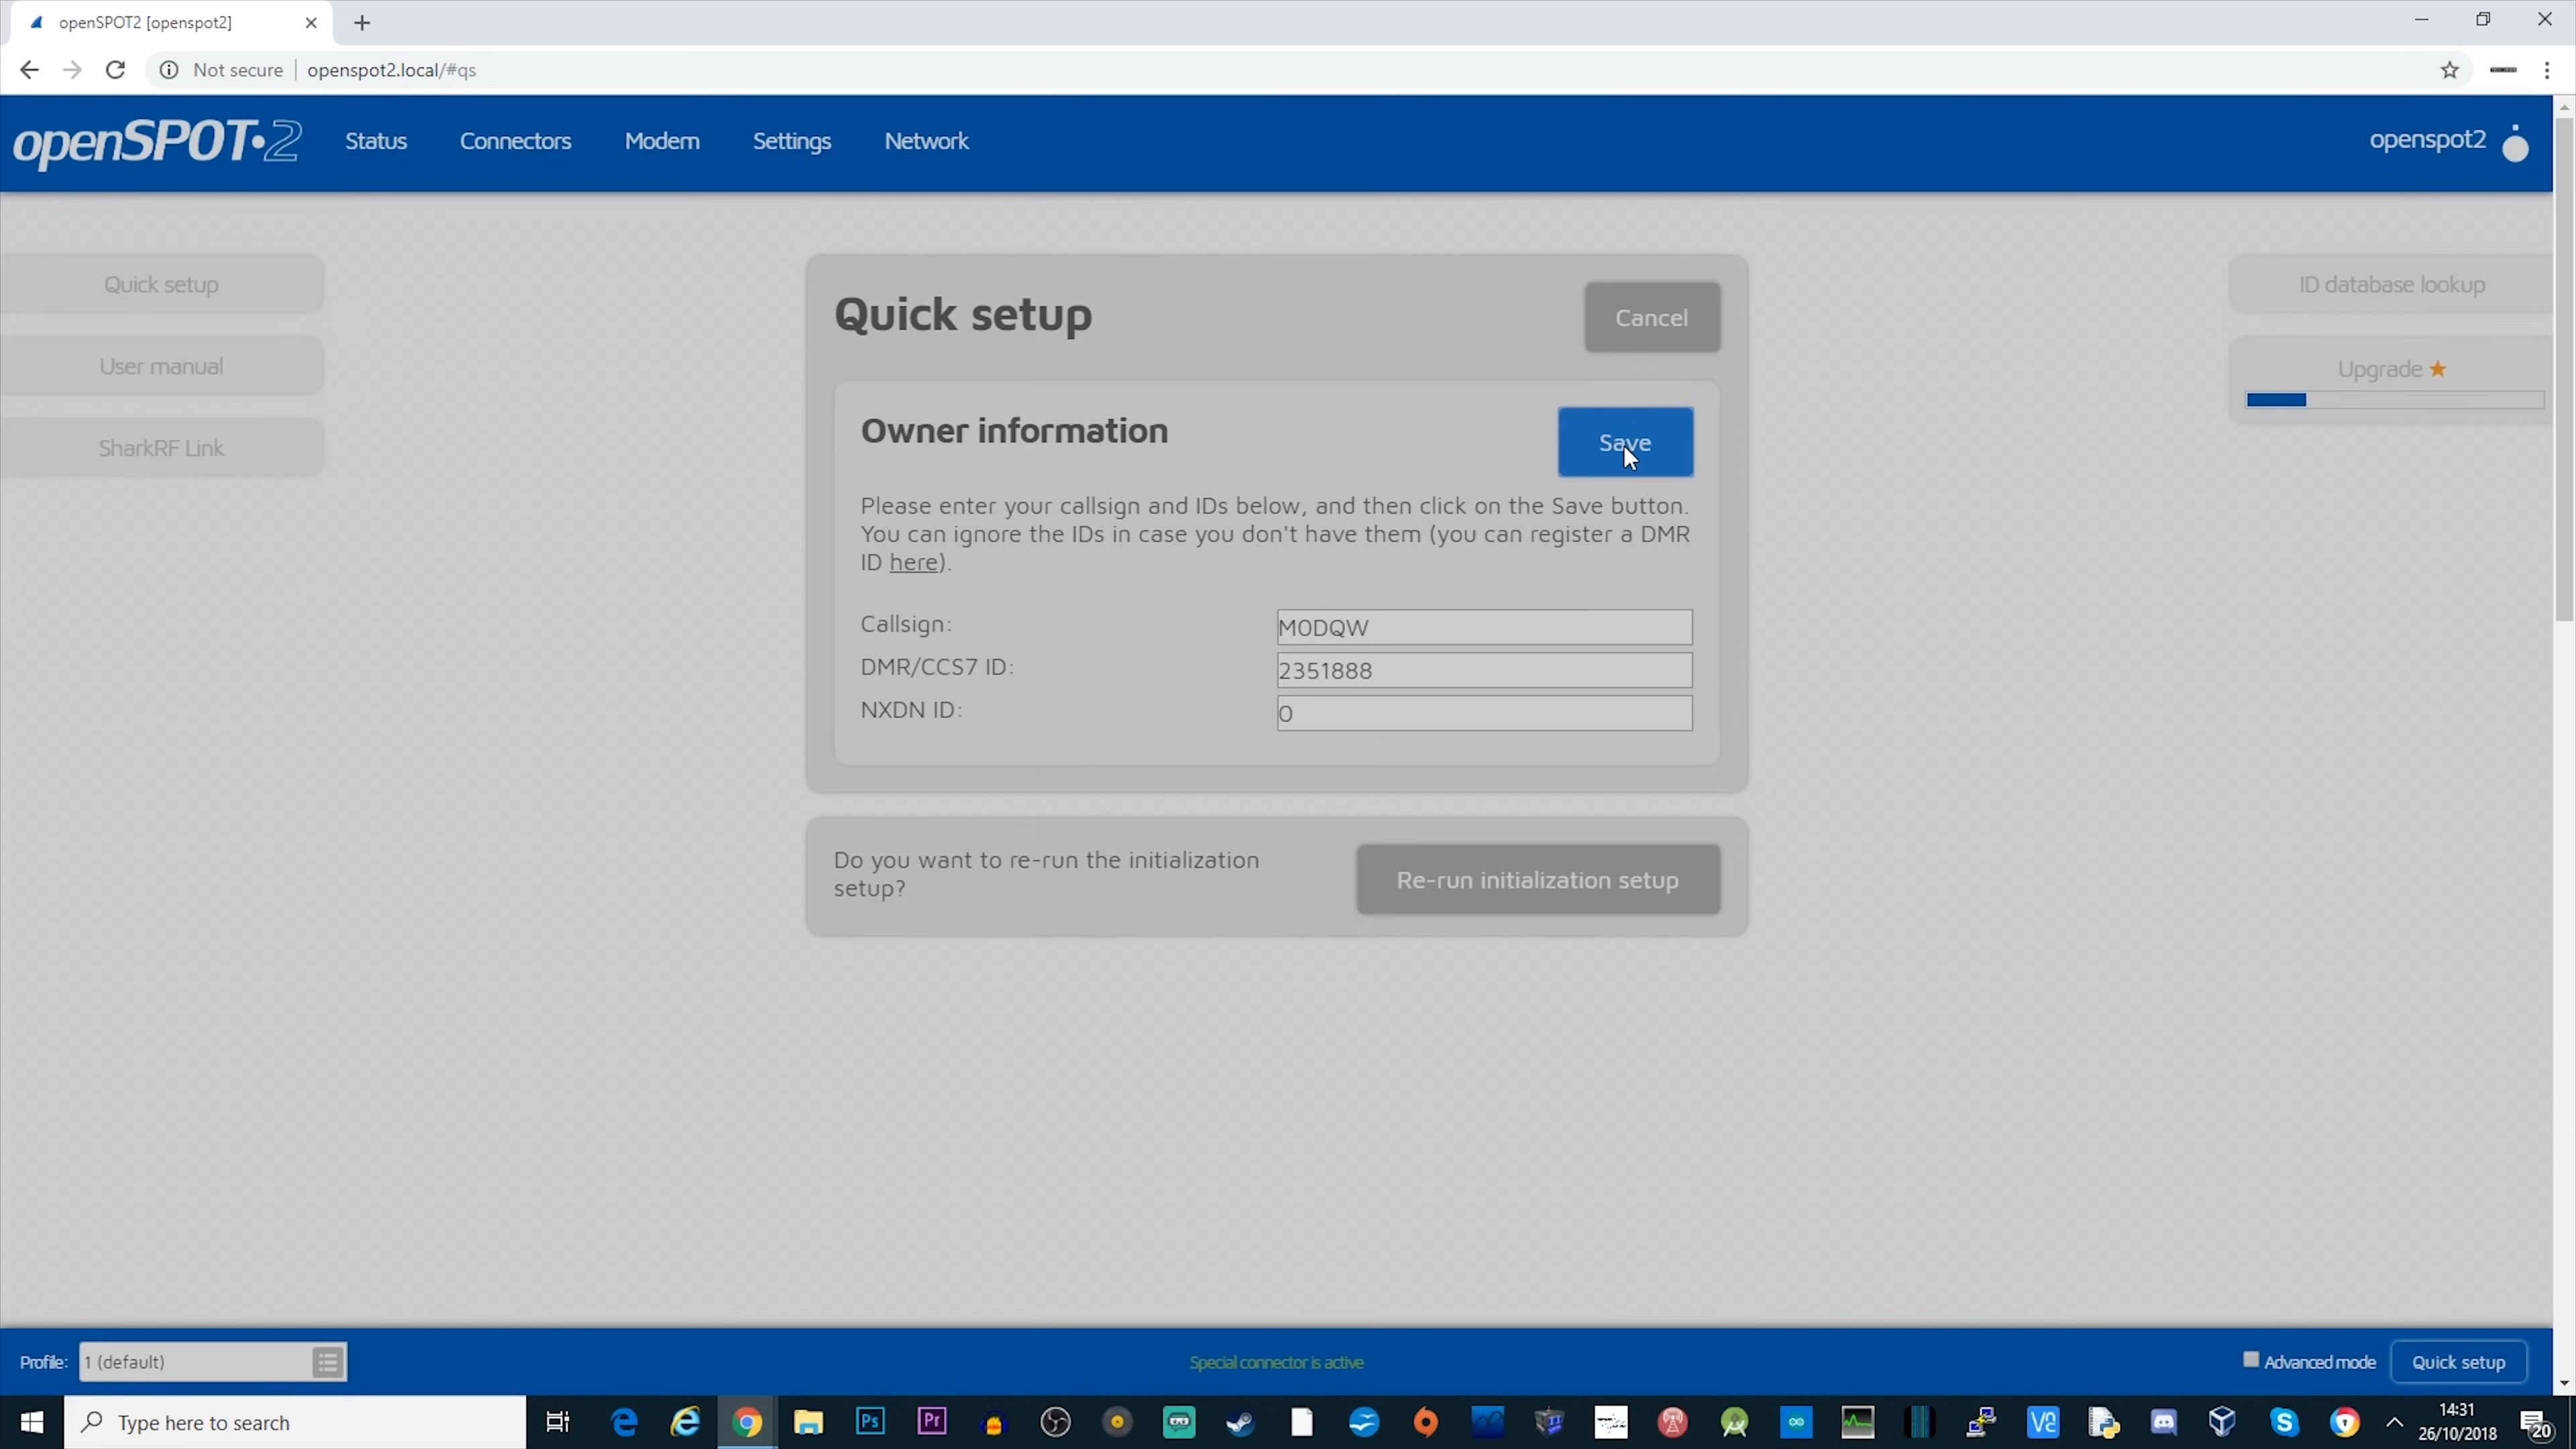 openSPOT2 [openspot2]
Not secure
openspot2.local/#qs
openSPOT•2
Status
Connectors
Modem
Settings
Network
openspot2
Quick setup
User manual
SharkRF Link
Quick setup
Cancel
Owner information
Save
Please enter your callsign and IDs below, and then click on the Save button.
You can ignore the IDs in case you don't have them (you can register a DMR
ID here).
Callsign:
M0DQW
DMR/CCS7 ID:
2351888
NXDN ID:
0
Do you want to re-run the initialization
setup?
Re-run initialization setup
ID database lookup
Upgrade ★
Profile:
1 (default)
Special connector is active
Advanced mode
Quick setup
Type here to search
Ps
Pr
14:31
26/10/2018
20